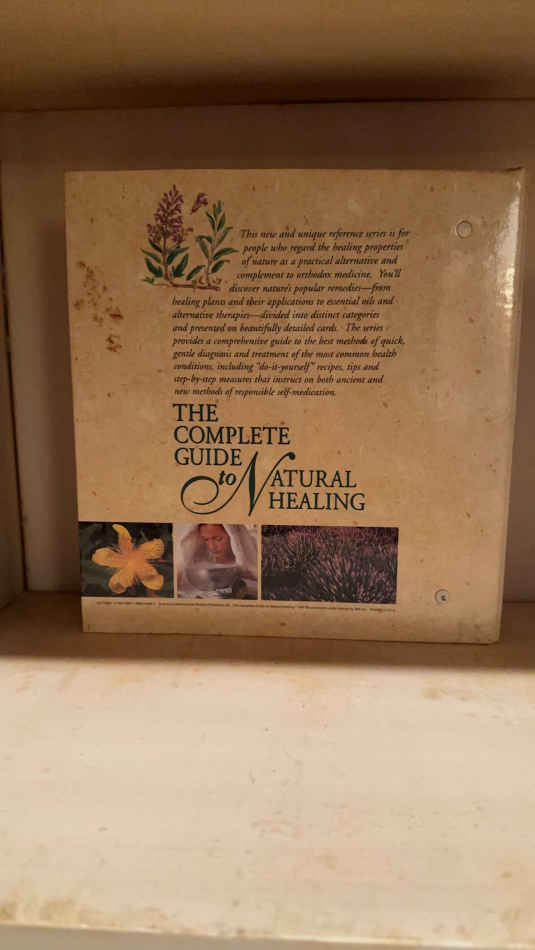 This new and unique reference series is for
people who regard the healing properties
of nature as a practical alternative and
complement to orthodox medicine. You'll
discover nature's popular remedies—from
healing plants and their applications to essential oils and
alternative therapies—divided into distinct categories
and presented on beautifully detailed cards. The series
provides a comprehensive guide to the best methods of quick,
gentle diagnosis and treatment of the most common health
conditions, including "do-it-yourself" recipes, tips and
step-by-step measures that instruct on both ancient and
new methods of responsible self-medication.
THE
COMPLETE
GUIDE
to NATURAL
HEALING